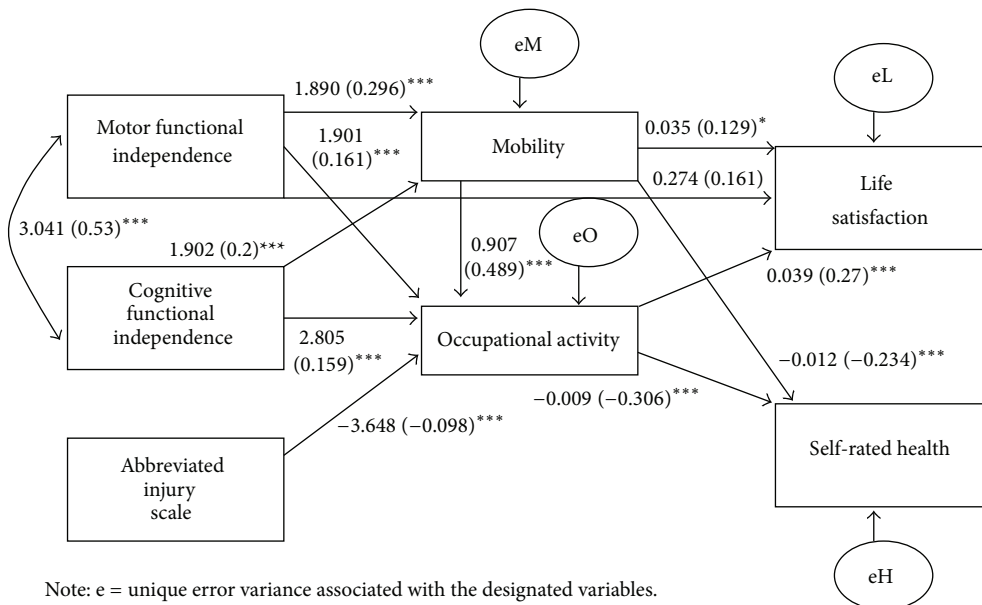 eM
eL
1.890 (0.296)***
Motor functional
independence
1.901
(0.161)***
Mobility
0.035 (0.129)*
0.274 (0.161)
Life
satisfaction
3.041 (0.53)***
1.902 (0.2)***
eO
0.907
(0.489)***
0.039 (0.27)***
Cognitive
functional
independence
2.805
(0.159)***
Occupational activity
−0.012 (−0.234)***
−0.009 (−0.306)***
−3.648 (−0.098)***
Self-rated health
Abbreviated
injury
scale
eH
Note: e = unique error variance associated with the designated variables.